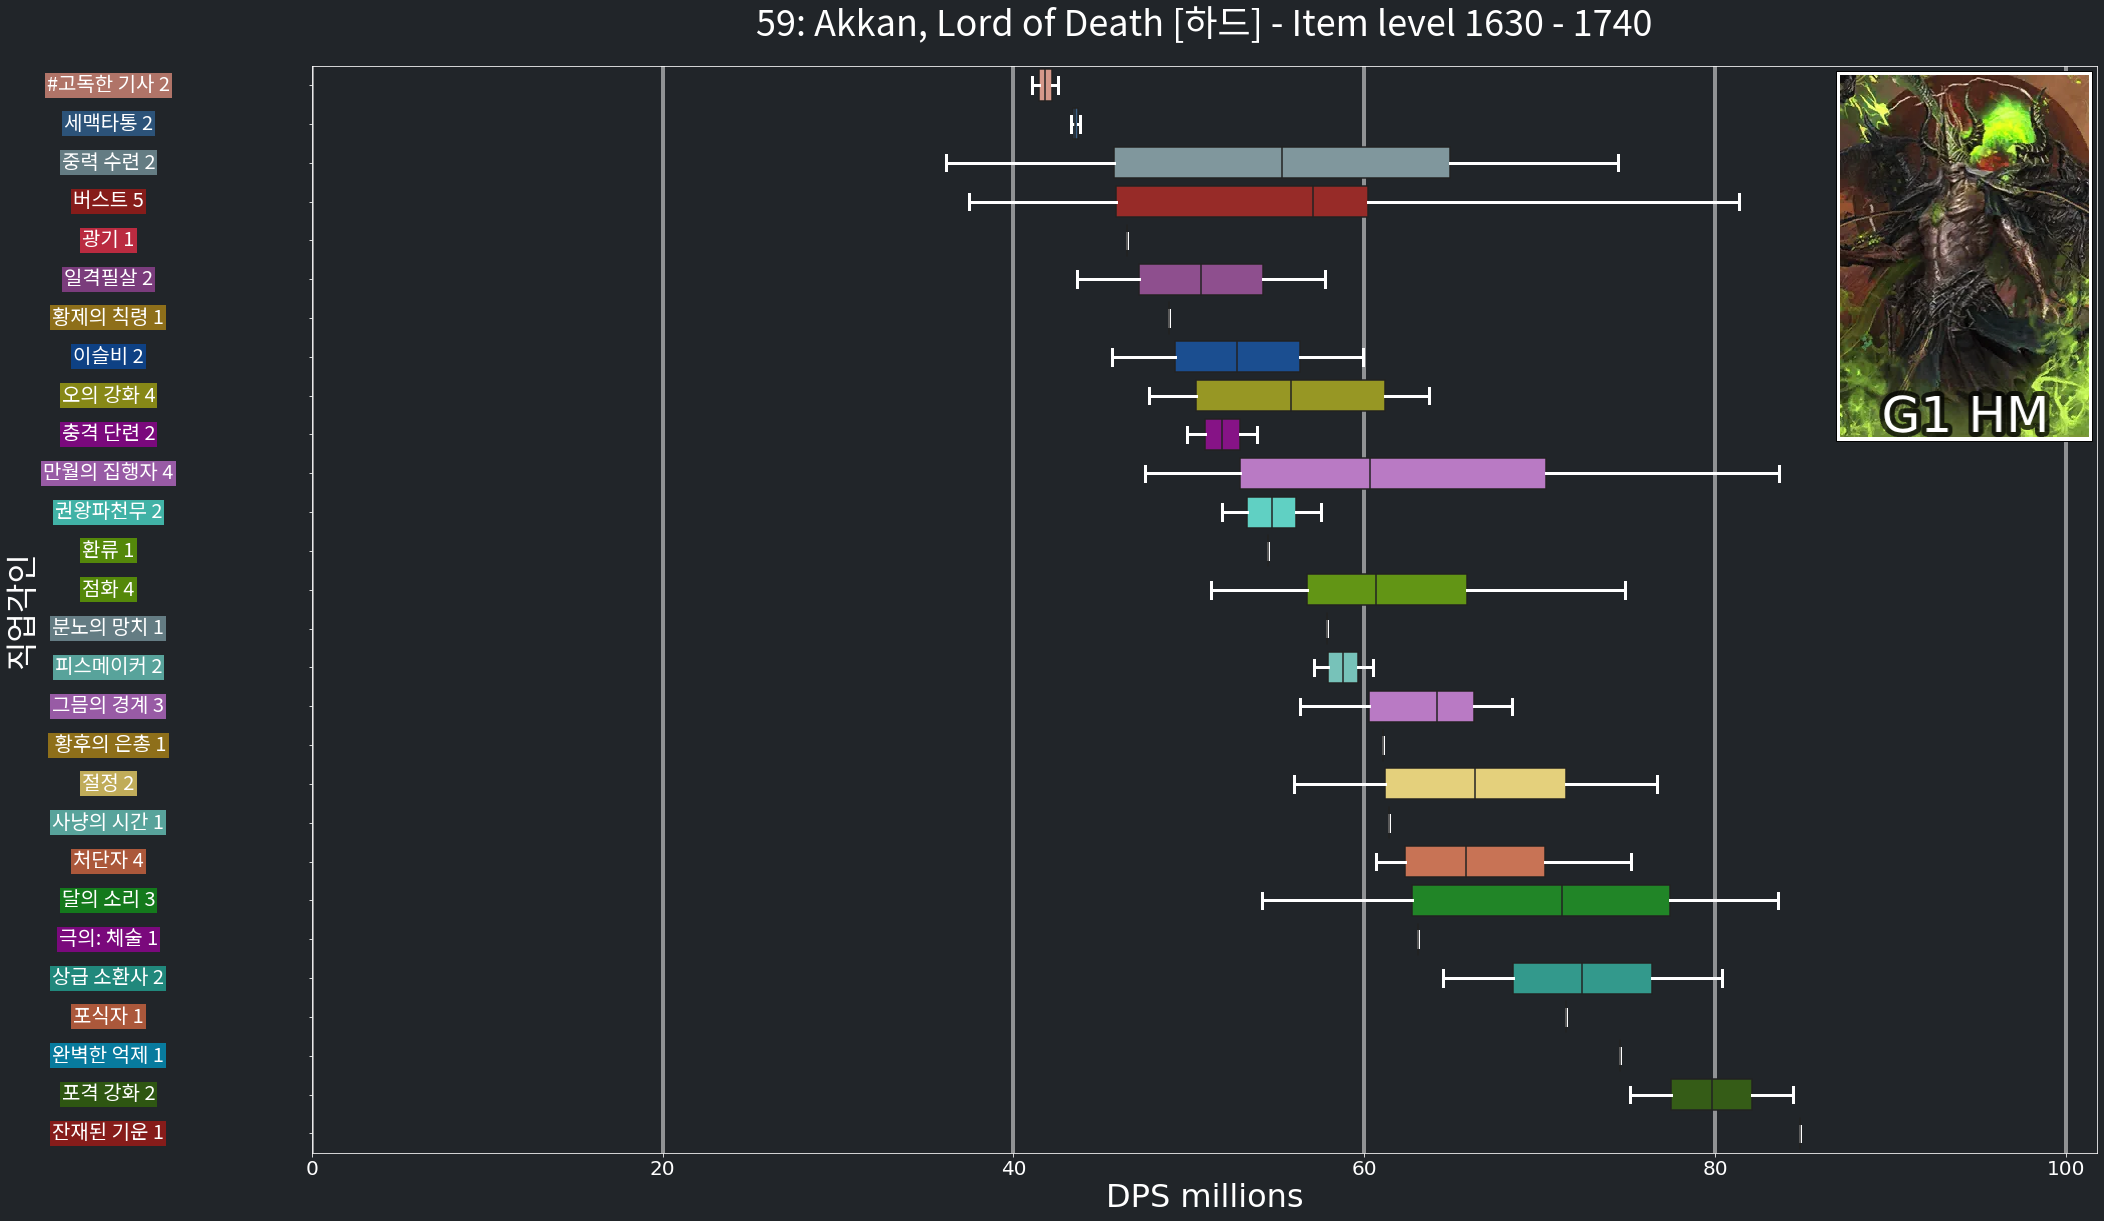 59: Akkan, Lord of Death [하드] - Item level 1630 - 1740
#고독한 기사 2
세맥타통 2
중력 수련 2
버스트 5
광기 1
일격필살 2
황제의 칙령 1
이슬비 2
오의 강화 4
충격 단련 2
만월의 집행자 4
권왕파천무 2
환류 1
점화 4
분노의 망치 1
피스메이커 2
그믐의 경계 3
황후의 은총 1
절정 2
사냥의 시간 1
처단자 4
달의 소리 3
극의: 체술 1
상급 소환사 2
포식자 1
완벽한 억제 1
포격 강화 2
잔재된 기운 1
직업각인
G1 HM
0 20 40 60 80 100
DPS millions